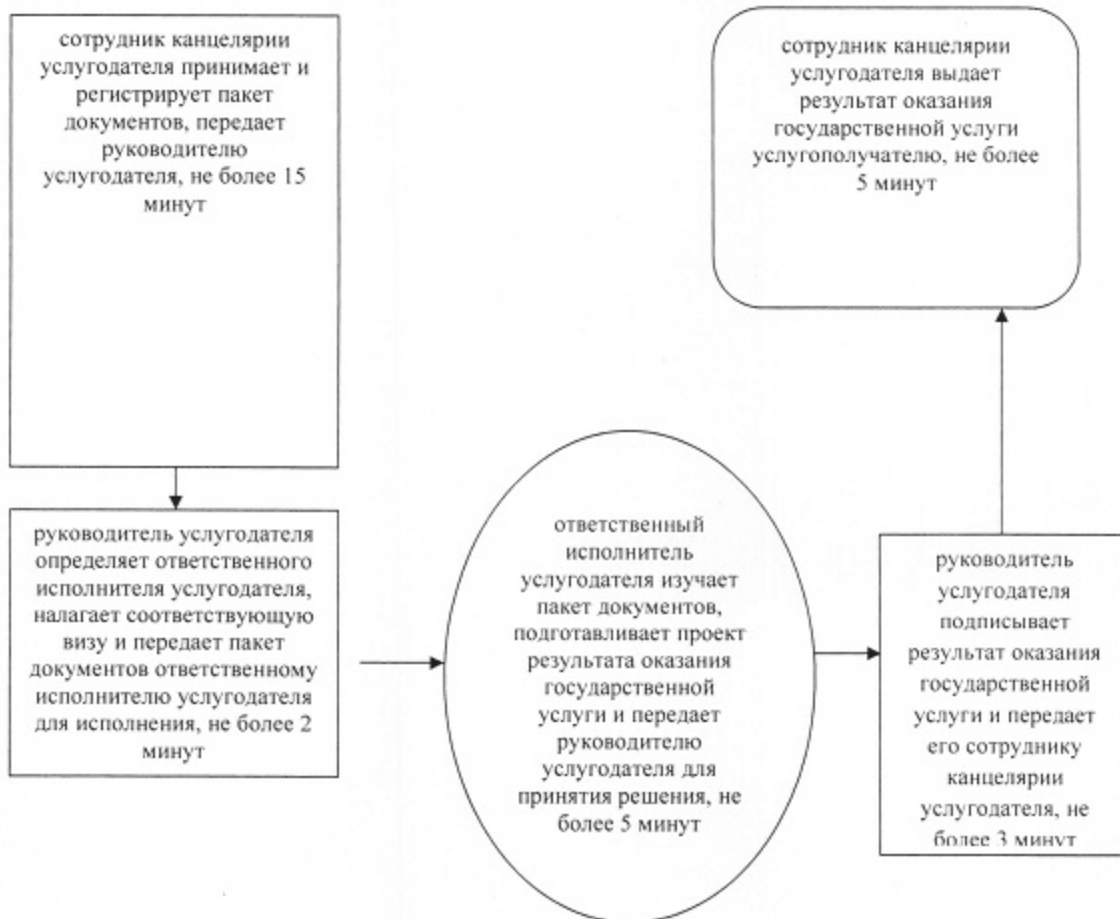 сотрудник канцелярии
услугодателя принимает и
регистрирует пакет
документов, передает
руководителю
услугодателя, не более 15
минут
руководитель услугодателя
определяет ответственного
исполнителя услугодателя,
налагает соответствующую
визу и передает пакет
документов ответственному
исполнителю услугодателя
для исполнения, не более 2
минут
ответственный
исполнитель
услугодателя изучает
пакет документов,
подготавливает проект
результата оказания
государственной
услуги и передает
руководителю
услугодателя для
принятия решения, не
более 5 минут
руководитель
услугодателя
подписывает
результат оказания
государственной
услуги и передает
его сотруднику
канцелярии
услугодателя, не
более 3 минут
сотрудник канцелярии
услугодателя выдает
результат оказания
государственной услуги
услугополучателю, не более
5 минут